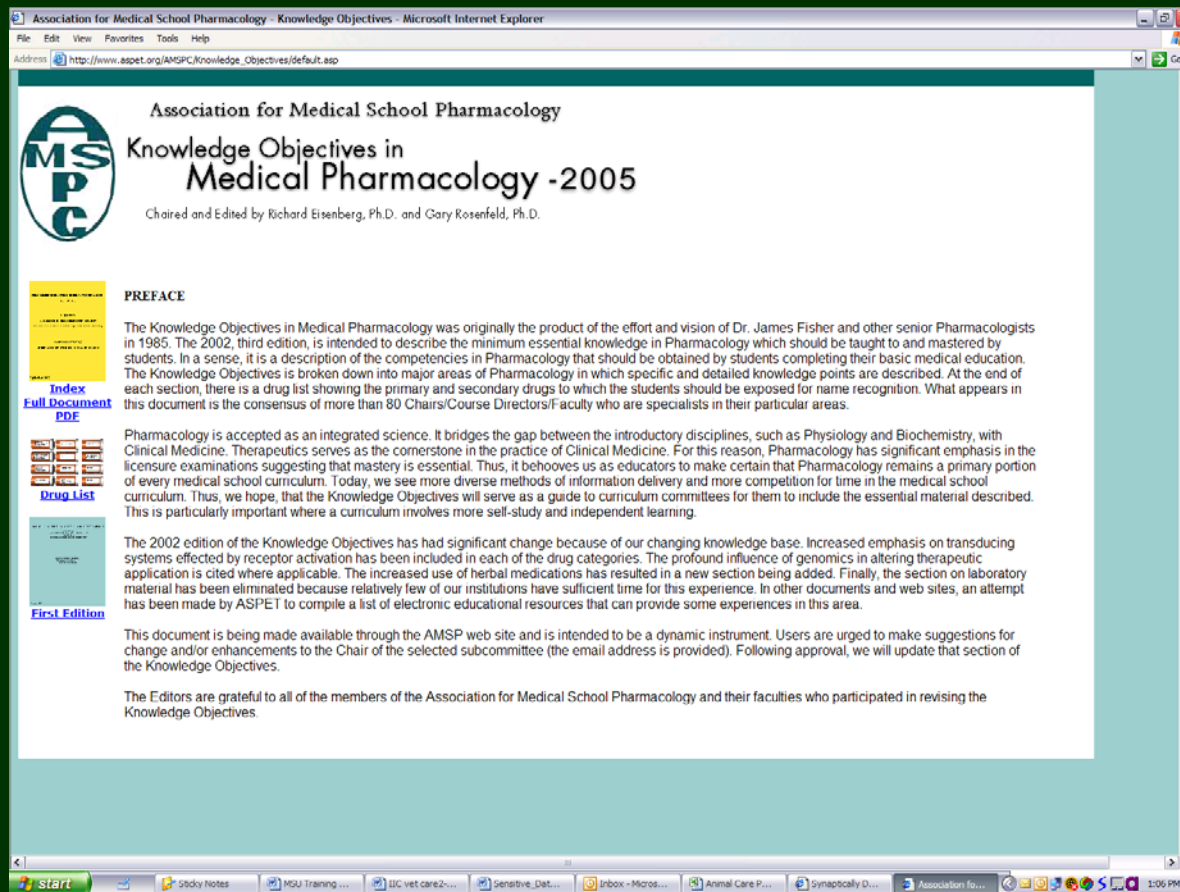 Association for Medical School Pharmacology - Knowledge Objectives - Microsoft Internet Explorer
File Edit View Favorites Tools Help
Address http://www.aspet.org/AMSPC/Knowledge_Objectives/default.asp Go
Association for Medical School Pharmacology
AMSPC
Knowledge Objectives in
Medical Pharmacology -2005
Chaired and Edited by Richard Eisenberg, Ph.D. and Gary Rosenfeld, Ph.D.
Index
Full Document
PDF
Drug List
First Edition
PREFACE
The Knowledge Objectives in Medical Pharmacology was originally the product of the effort and vision of Dr. James Fisher and other senior Pharmacologists
in 1985. The 2002, third edition, is intended to describe the minimum essential knowledge in Pharmacology which should be taught to and mastered by
students. In a sense, it is a description of the competencies in Pharmacology that should be obtained by students completing their basic medical education.
The Knowledge Objectives is broken down into major areas of Pharmacology in which specific and detailed knowledge points are described. At the end of
each section, there is a drug list showing the primary and secondary drugs to which the students should be exposed for name recognition. What appears in
this document is the consensus of more than 80 Chairs/Course Directors/Faculty who are specialists in their particular areas.
Pharmacology is accepted as an integrated science. It bridges the gap between the introductory disciplines, such as Physiology and Biochemistry, with
Clinical Medicine. Therapeutics serves as the cornerstone in the practice of Clinical Medicine. For this reason, Pharmacology has significant emphasis in the
licensure examinations suggesting that mastery is essential. Thus, it behooves us as educators to make certain that Pharmacology remains a primary portion
of every medical school curriculum. Today, we see more diverse methods of information delivery and more competition for time in the medical school
curriculum. Thus, we hope, that the Knowledge Objectives will serve as a guide to curriculum committees for them to include the essential material described.
This is particularly important where a curriculum involves more self-study and independent learning.
The 2002 edition of the Knowledge Objectives has had significant change because of our changing knowledge base. Increased emphasis on transducing
systems effected by receptor activation has been included in each of the drug categories. The profound influence of genomics in altering therapeutic
application is cited where applicable. The increased use of herbal medications has resulted in a new section being added. Finally, the section on laboratory
material has been eliminated because relatively few of our institutions have sufficient time for this experience. In other documents and web sites, an attempt
has been made by ASPET to compile a list of electronic educational resources that can provide some experiences in this area.
This document is being made available through the AMSP web site and is intended to be a dynamic instrument. Users are urged to make suggestions for
change and/or enhancements to the Chair of the selected subcommittee (the email address is provided). Following approval, we will update that section of
the Knowledge Objectives.
The Editors are grateful to all of the members of the Association for Medical School Pharmacology and their faculties who participated in revising the
Knowledge Objectives.
start Sticky Notes MSU Training ... IIC vet care2-... Sensitive_Dat... Inbox - Micros... Animal Care P... Synaptically D... Association fo... 1:06 PM